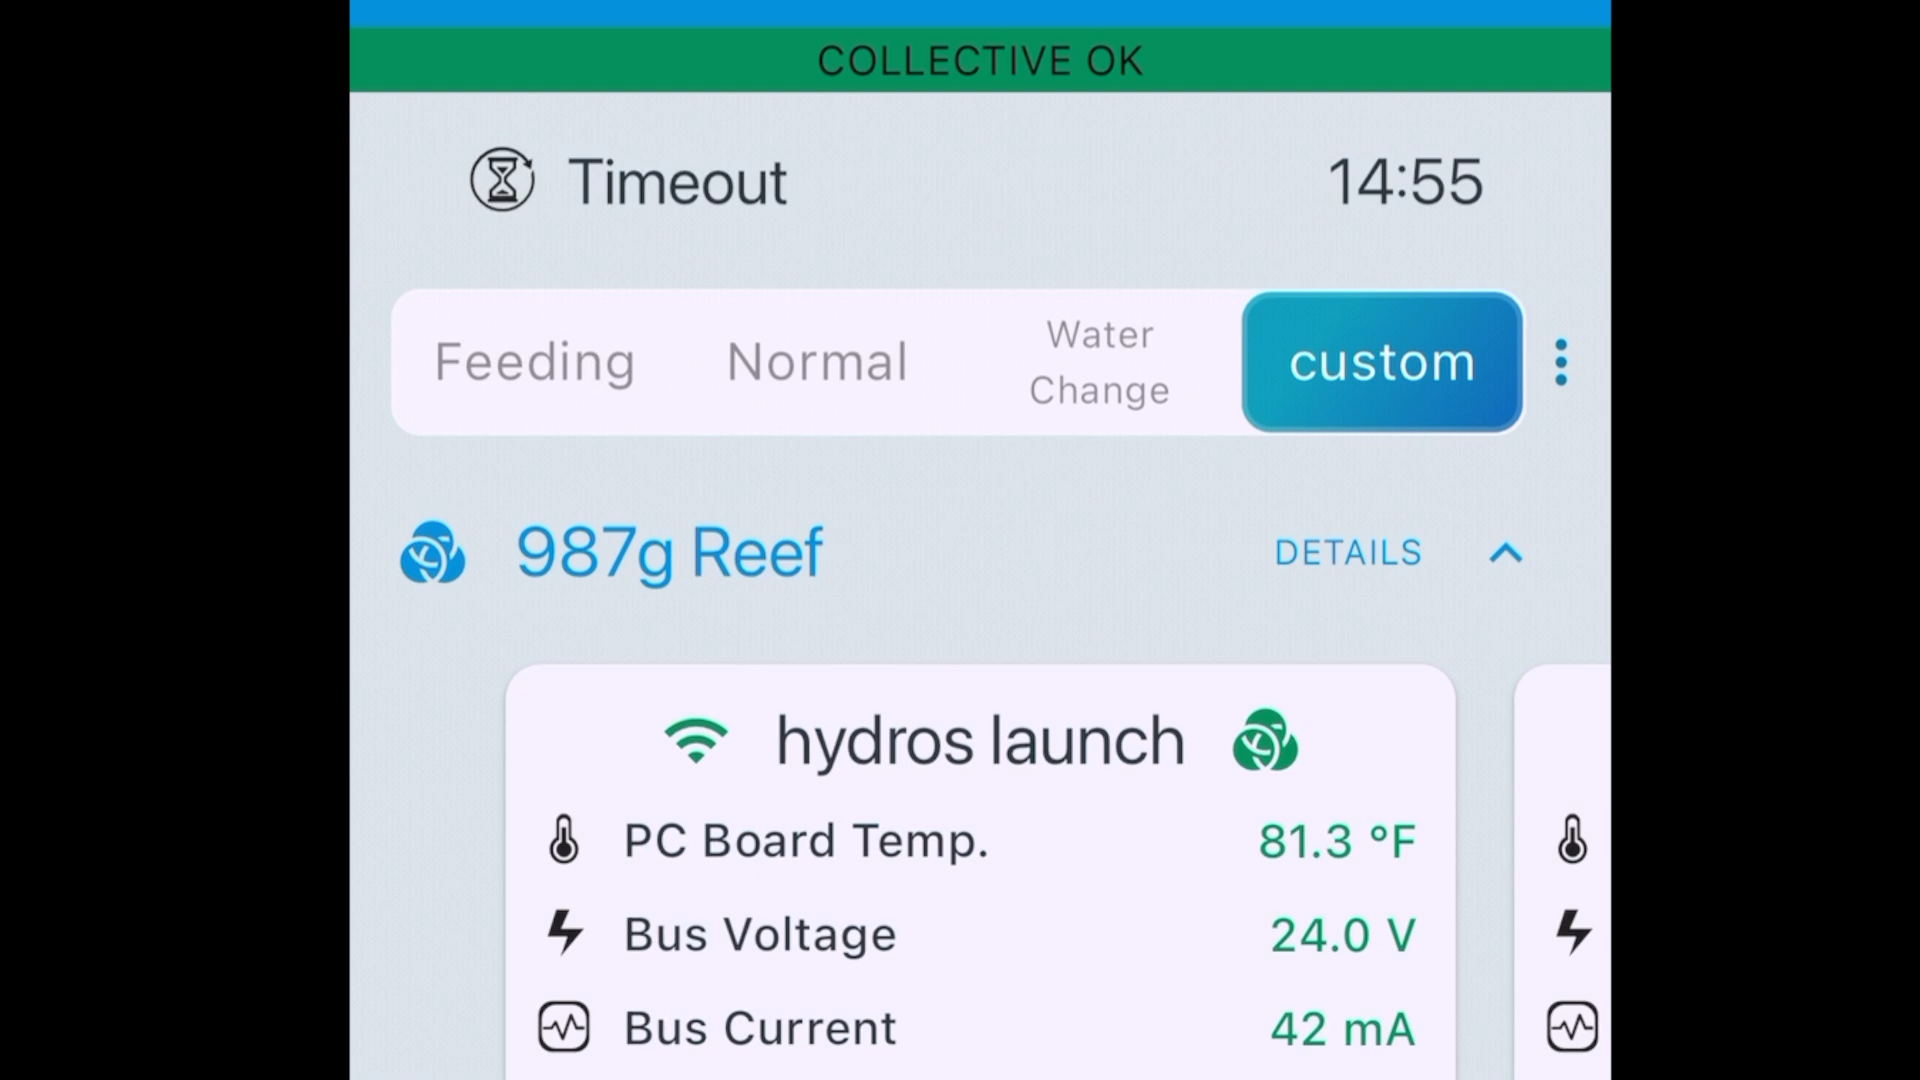 COLLECTIVE OK
Timeout 14:55
Feeding Normal Water Change custom
987g Reef DETAILS
hydros launch
PC Board Temp. 81.3 °F
Bus Voltage 24.0 V
Bus Current 42 mA